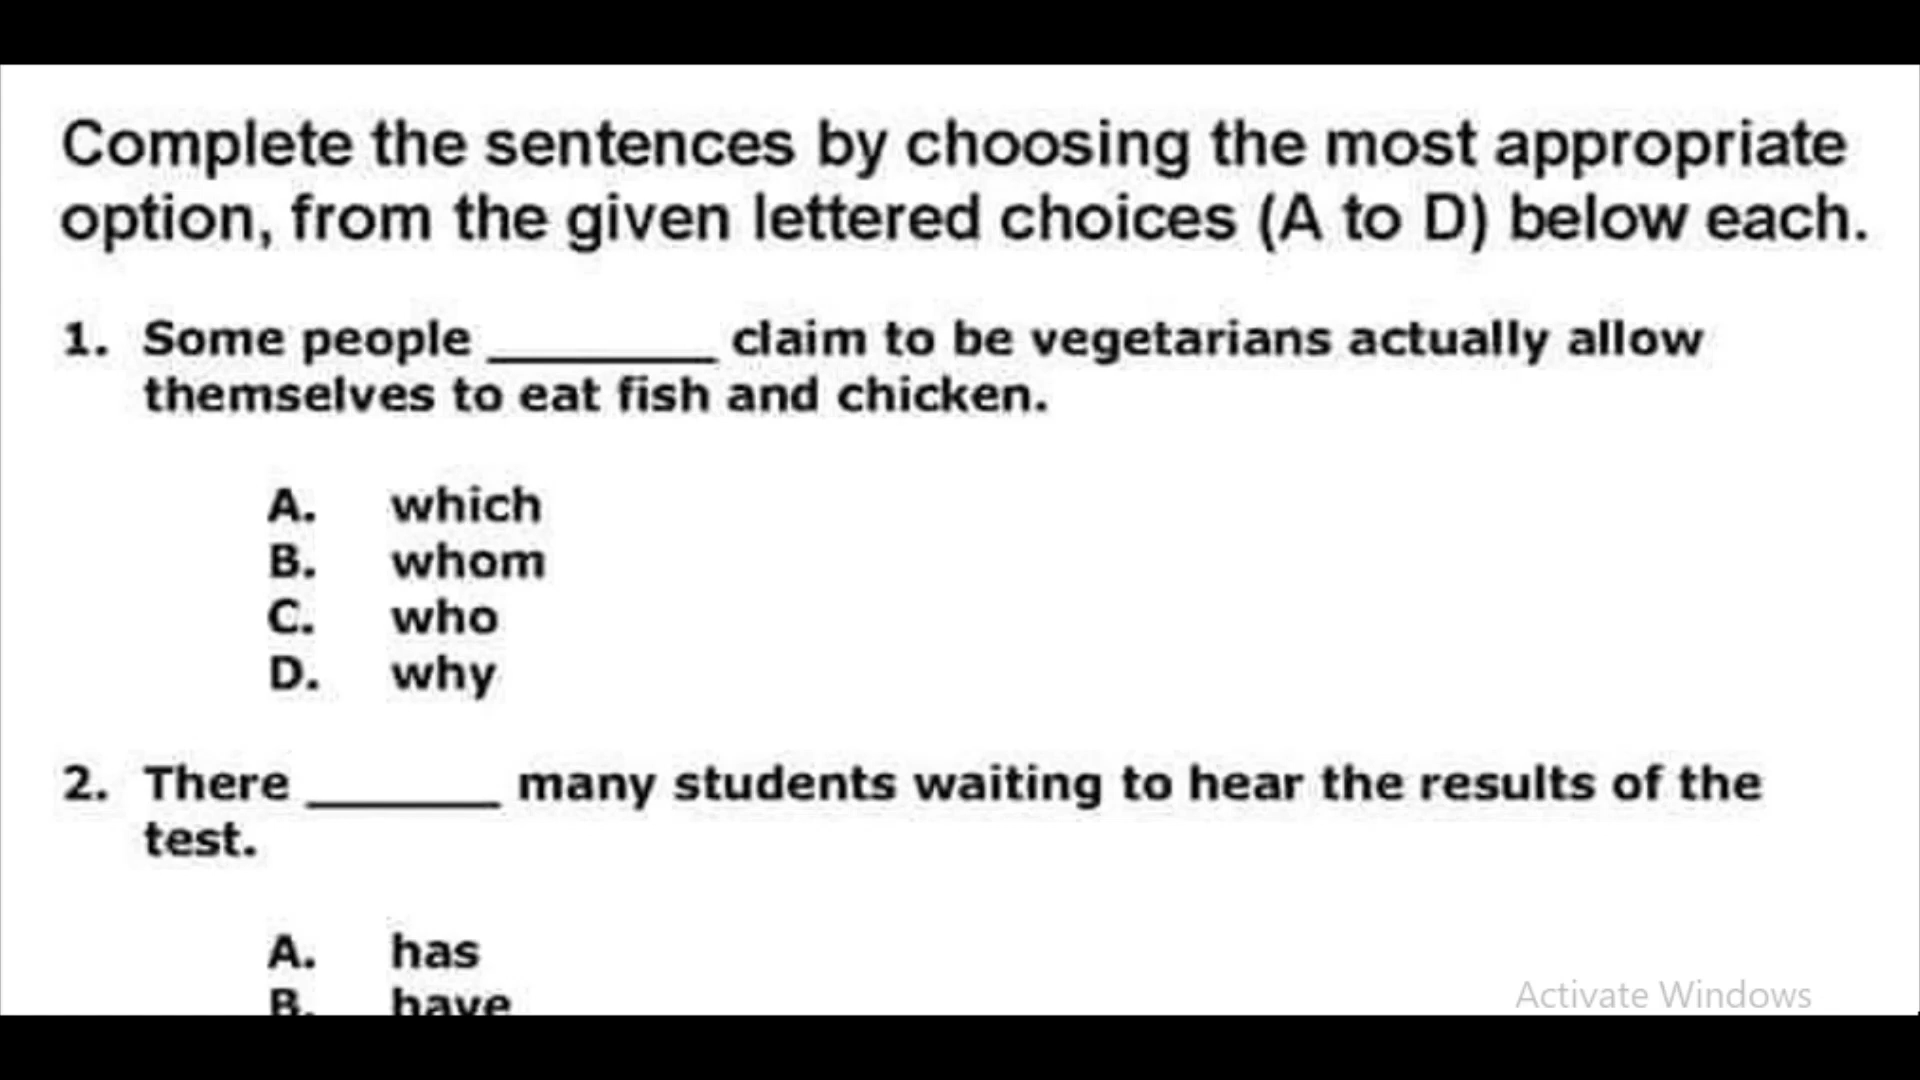 Complete the sentences by choosing the most appropriate
option, from the given lettered choices (A to D) below each.
1. Some people ________ claim to be vegetarians actually allow
themselves to eat fish and chicken.
A. which
B. whom
C. who
D. why
2. There _______ many students waiting to hear the results of the
test.
A. has
B. have
Activate Windows